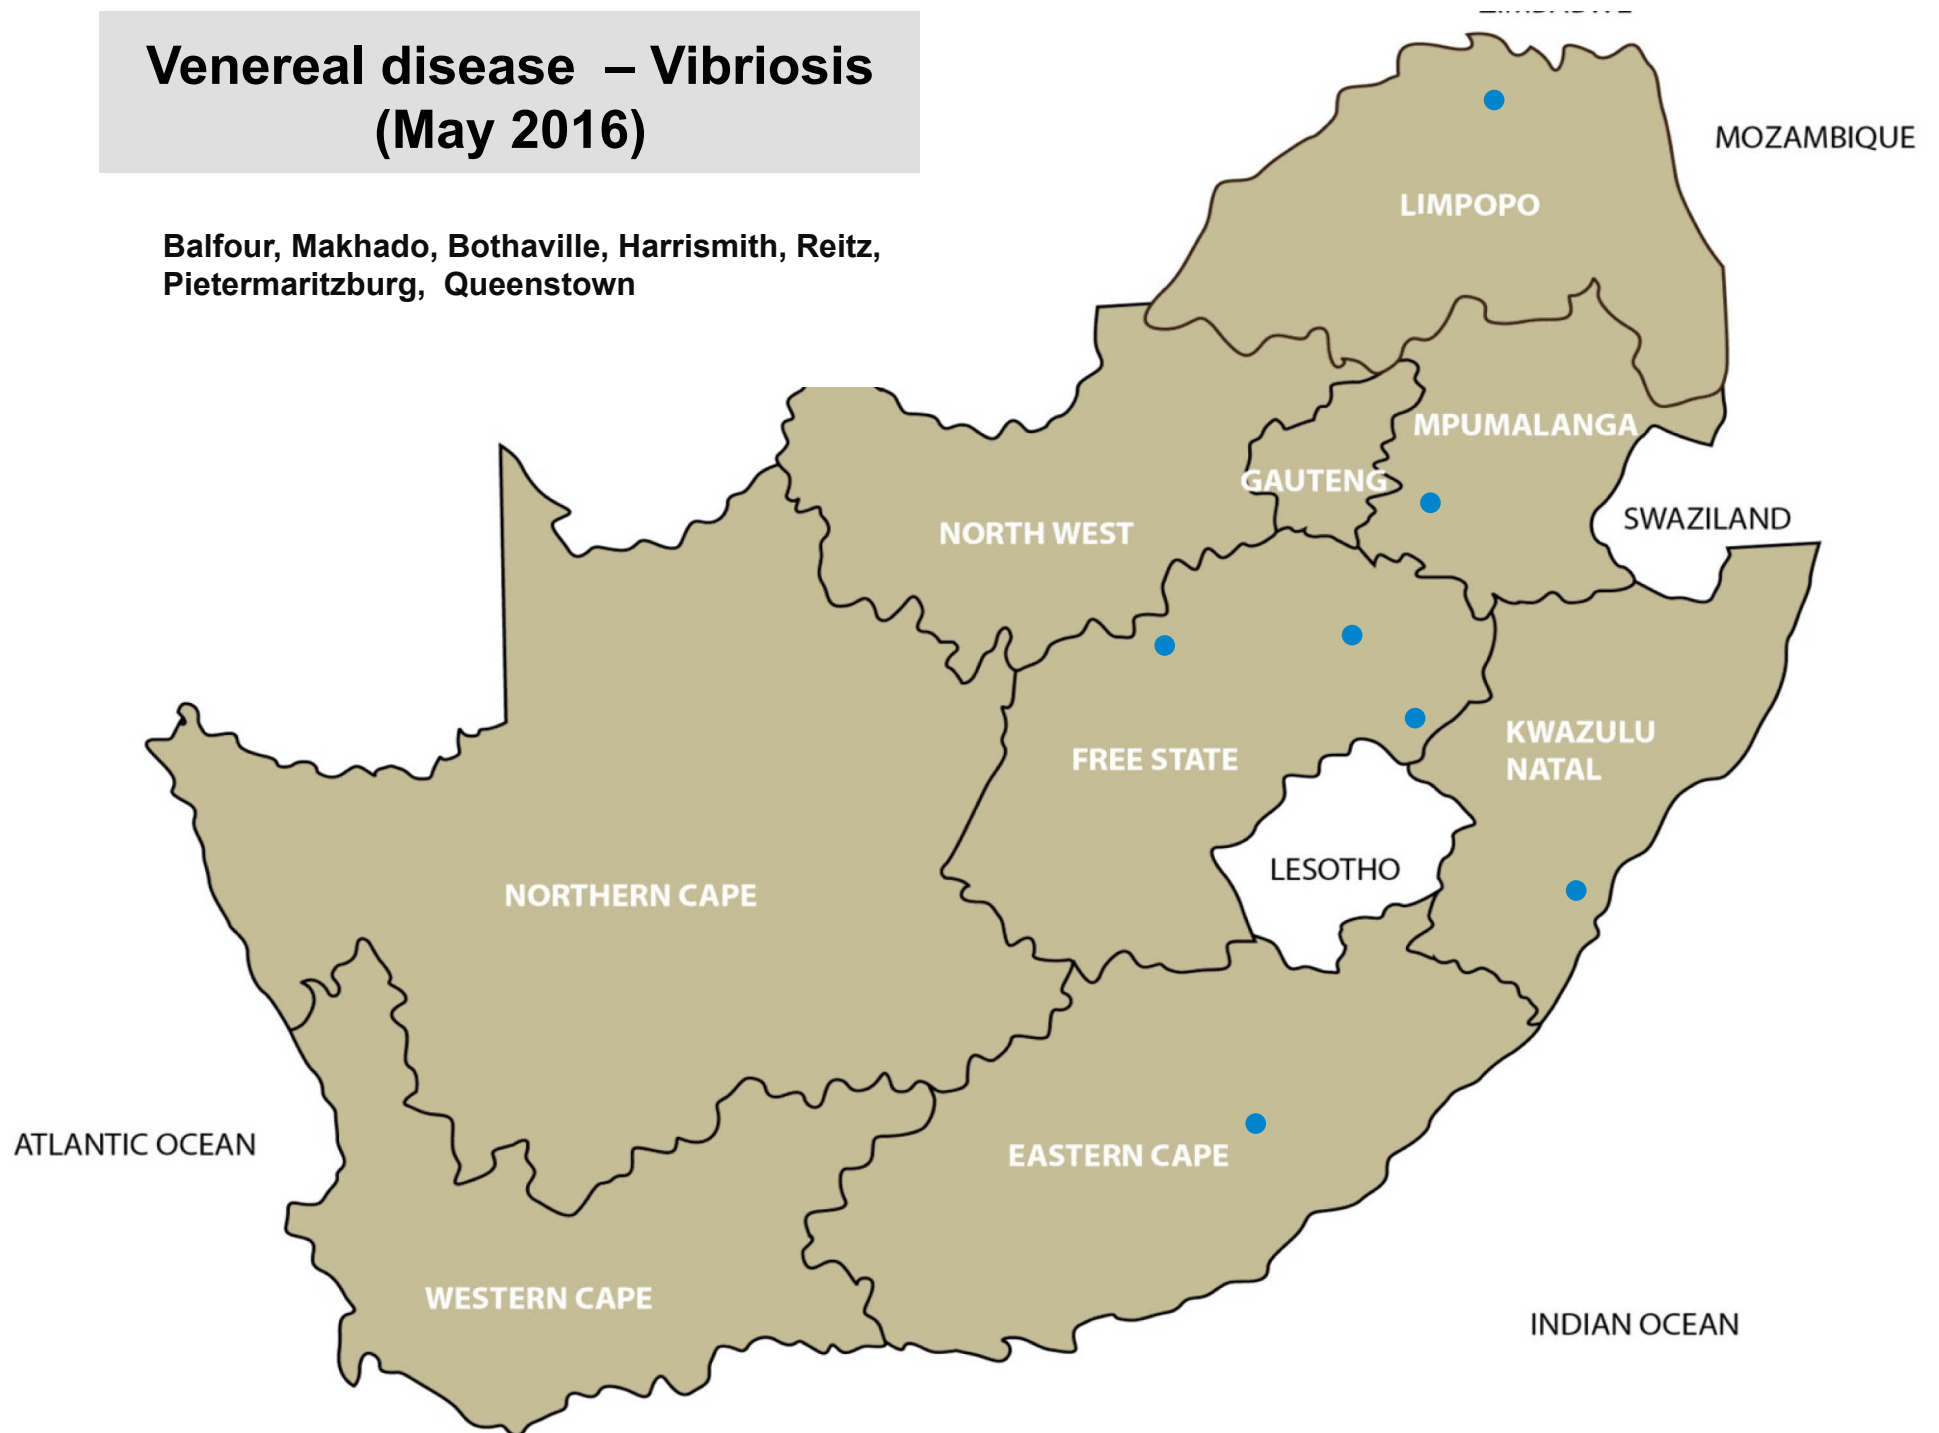 Venereal disease – Vibriosis
(May 2016)
Balfour, Makhado, Bothaville, Harrismith, Reitz,
Pietermaritzburg, Queenstown
MOZAMBIQUE
LIMPOPO
MPUMALANGA
GAUTENG
SWAZILAND
NORTH WEST
KWAZULU
NATAL
FREE STATE
LESOTHO
NORTHERN CAPE
ATLANTIC OCEAN
EASTERN CAPE
WESTERN CAPE
INDIAN OCEAN